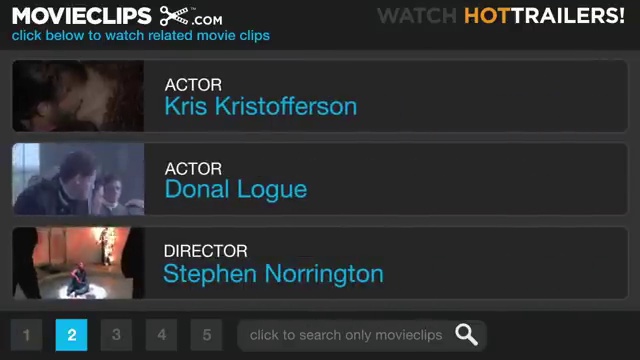 MOVIECLIPS.COM WATCH HOTTRAILERS!
click below to watch related movie clips
ACTOR
Kris Kristofferson
ACTOR
Donal Logue
DIRECTOR
Stephen Norrington
1 2 3 4 5 click to search only movieclips